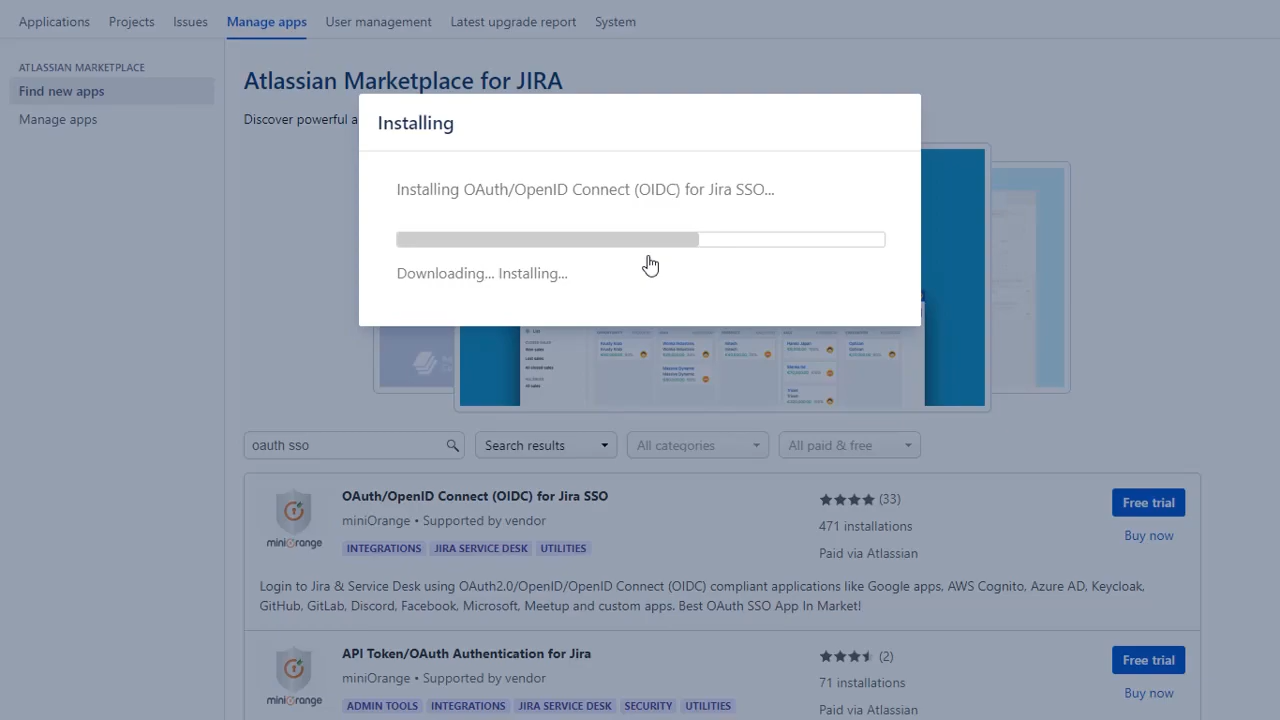 Applications Projects Issues Manage apps User management Latest upgrade report System
ATLASSIAN MARKETPLACE
Find new apps
Manage apps
Atlassian Marketplace for JIRA
Discover powerful a
Installing
Installing OAuth/OpenID Connect (OIDC) for Jira SSO...
Downloading... Installing...
oauth sso Search results All categories All paid & free
OAuth/OpenID Connect (OIDC) for Jira SSO
miniOrange • Supported by vendor
INTEGRATIONS JIRA SERVICE DESK UTILITIES
miniOrange
(33)
471 installations
Paid via Atlassian
Free trial
Buy now
Login to Jira & Service Desk using OAuth2.0/OpenID/OpenID Connect (OIDC) compliant applications like Google apps, AWS Cognito, Azure AD, Keycloak,
GitHub, GitLab, Discord, Facebook, Microsoft, Meetup and custom apps. Best OAuth SSO App In Market!
API Token/OAuth Authentication for Jira
miniOrange • Supported by vendor
ADMIN TOOLS INTEGRATIONS JIRA SERVICE DESK SECURITY UTILITIES
miniOrange
(2)
71 installations
Paid via Atlassian
Free trial
Buy now